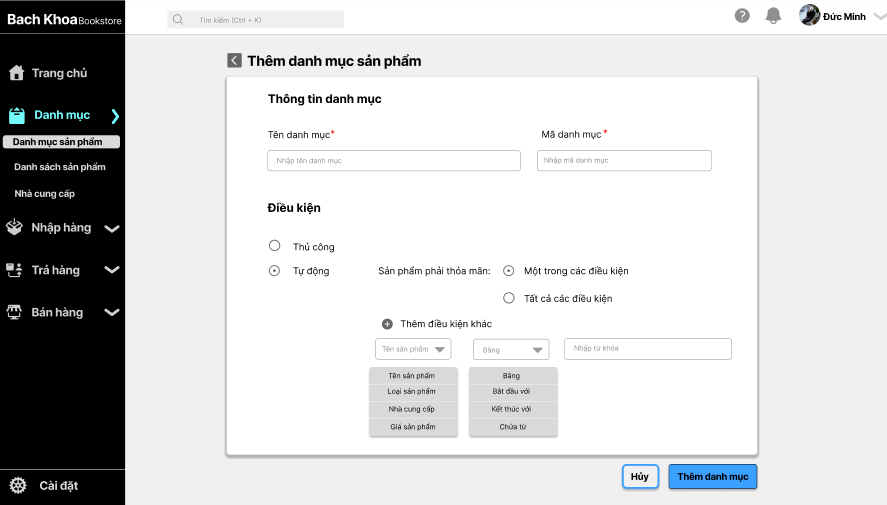 Bach Khoa Bookstore
Tìm kiếm (Ctrl + K)
?
Đức Minh
Trang chủ
Danh mục
Danh mục sản phẩm
Danh sách sản phẩm
Nhà cung cấp
Nhập hàng
Trả hàng
Bán hàng
Cài đặt
Thêm danh mục sản phẩm
Thông tin danh mục
Tên danh mục*
Mã danh mục *
Nhập tên danh mục
Nhập mã danh mục
Điều kiện
Thủ công
Tự động
Sản phẩm phải thỏa mãn:
Một trong các điều kiện
Tất cả các điều kiện
Thêm điều kiện khác
Tên sản phẩm
Bằng
Nhập từ khóa
Tên sản phẩm
Bằng
Loại sản phẩm
Bắt đầu với
Nhà cung cấp
Kết thúc với
Giá sản phẩm
Chứa từ
Hủy
Thêm danh mục